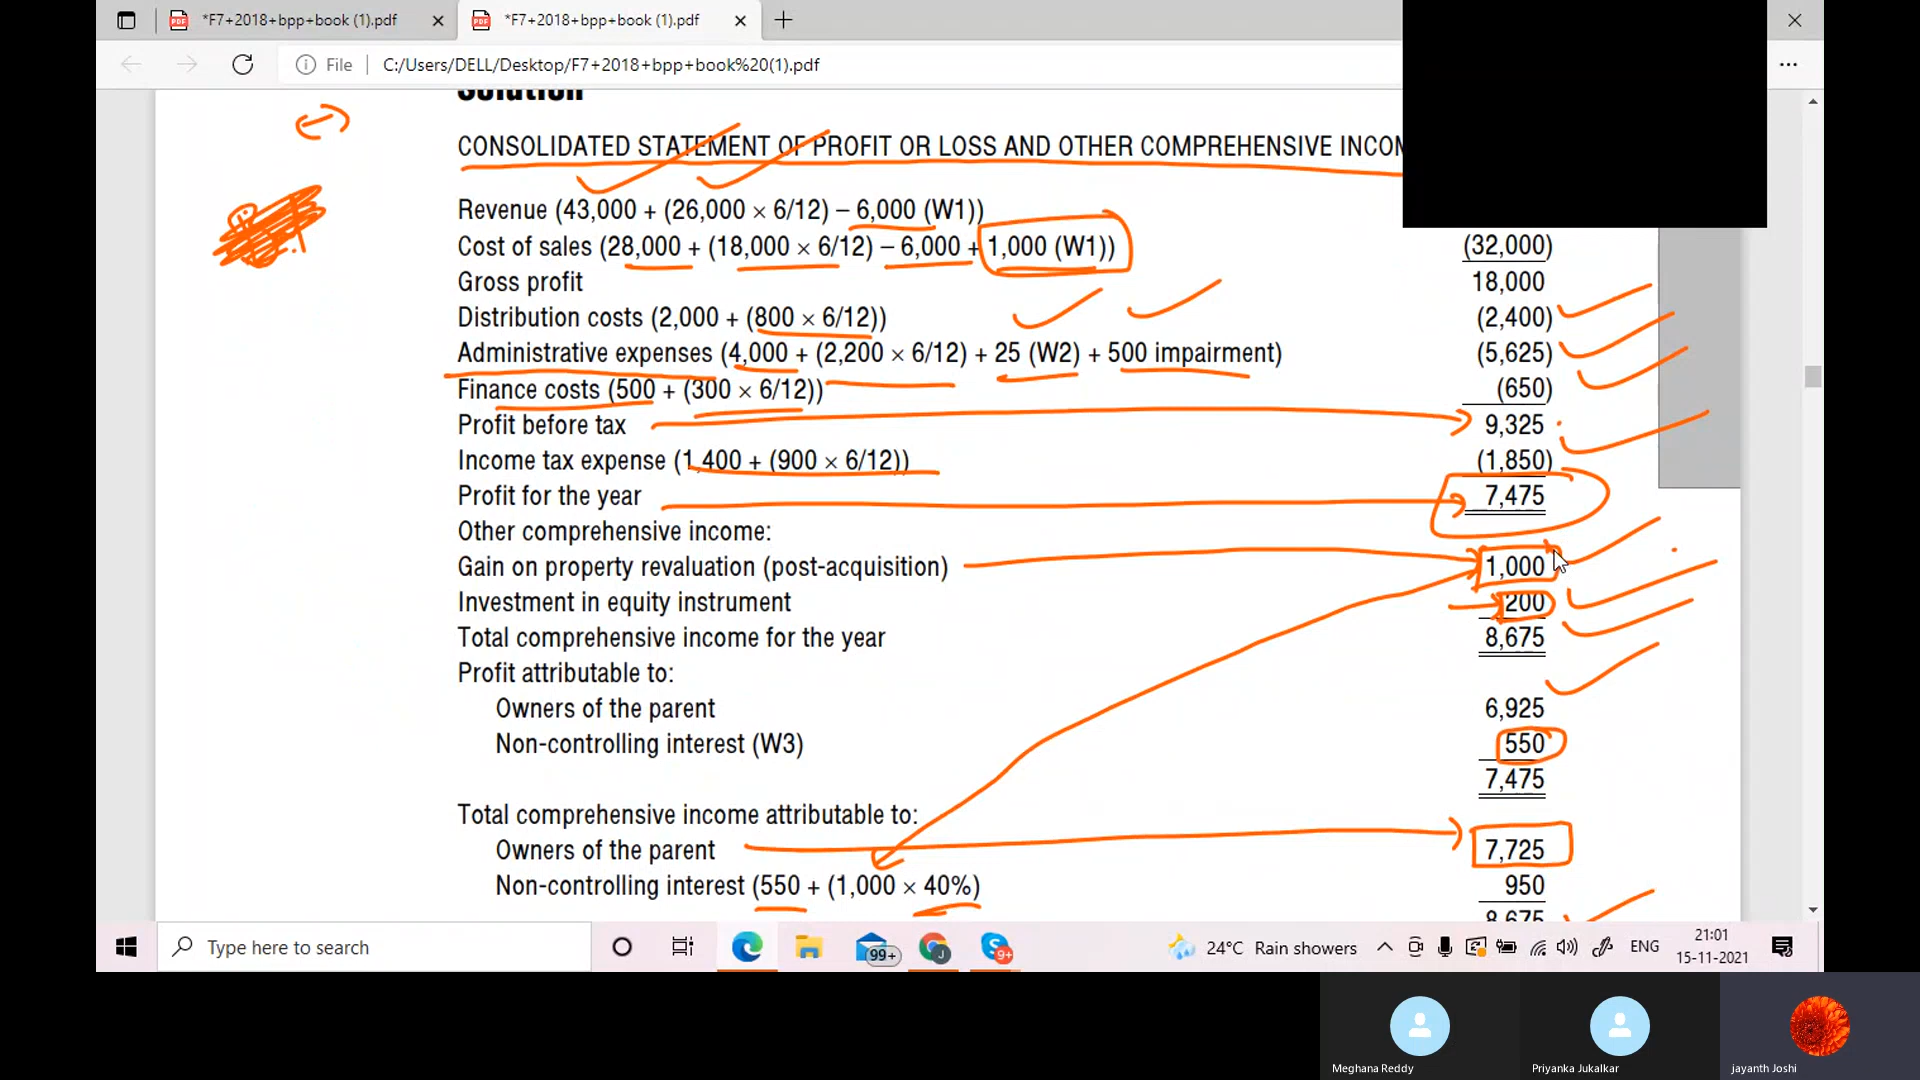 *F7+2018+bpp+book (1).pdf
*F7+2018+bpp+book (1).pdf
File
C:/Users/DELL/Desktop/F7+2018+bpp+book%20(1).pdf
Solution
CONSOLIDATED STATEMENT OF PROFIT OR LOSS AND OTHER COMPREHENSIVE INCOM
Revenue (43,000 + (26,000 × 6/12) – 6,000 (W1))
Cost of sales (28,000 + (18,000 × 6/12) – 6,000 + 1,000 (W1)) (32,000)
Gross profit 18,000
Distribution costs (2,000 + (800 × 6/12)) (2,400)
Administrative expenses (4,000 + (2,200 × 6/12) + 25 (W2) + 500 impairment) (5,625)
Finance costs (500 + (300 × 6/12)) (650)
Profit before tax 9,325
Income tax expense (1,400 + (900 × 6/12)) (1,850)
Profit for the year 7,475
Other comprehensive income:
Gain on property revaluation (post-acquisition) 1,000
Investment in equity instrument 200
Total comprehensive income for the year 8,675
Profit attributable to:
Owners of the parent 6,925
Non-controlling interest (W3) 550
7,475
Total comprehensive income attributable to:
Owners of the parent 7,725
Non-controlling interest (550 + (1,000 × 40%) 950
8,675
Type here to search
99+
J
9+
24°C Rain showers
ENG
21:01
15-11-2021
Meghana Reddy
Priyanka Jukalkar
jayanth Joshi